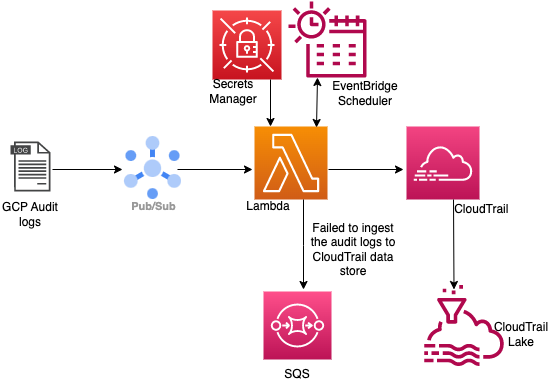 Secrets
Manager
EventBridge
Scheduler
LOG
GCP Audit
logs
Pub/Sub
Lambda
CloudTrail
Failed to ingest
the audit logs to
CloudTrail data
store
CloudTrail
Lake
SQS